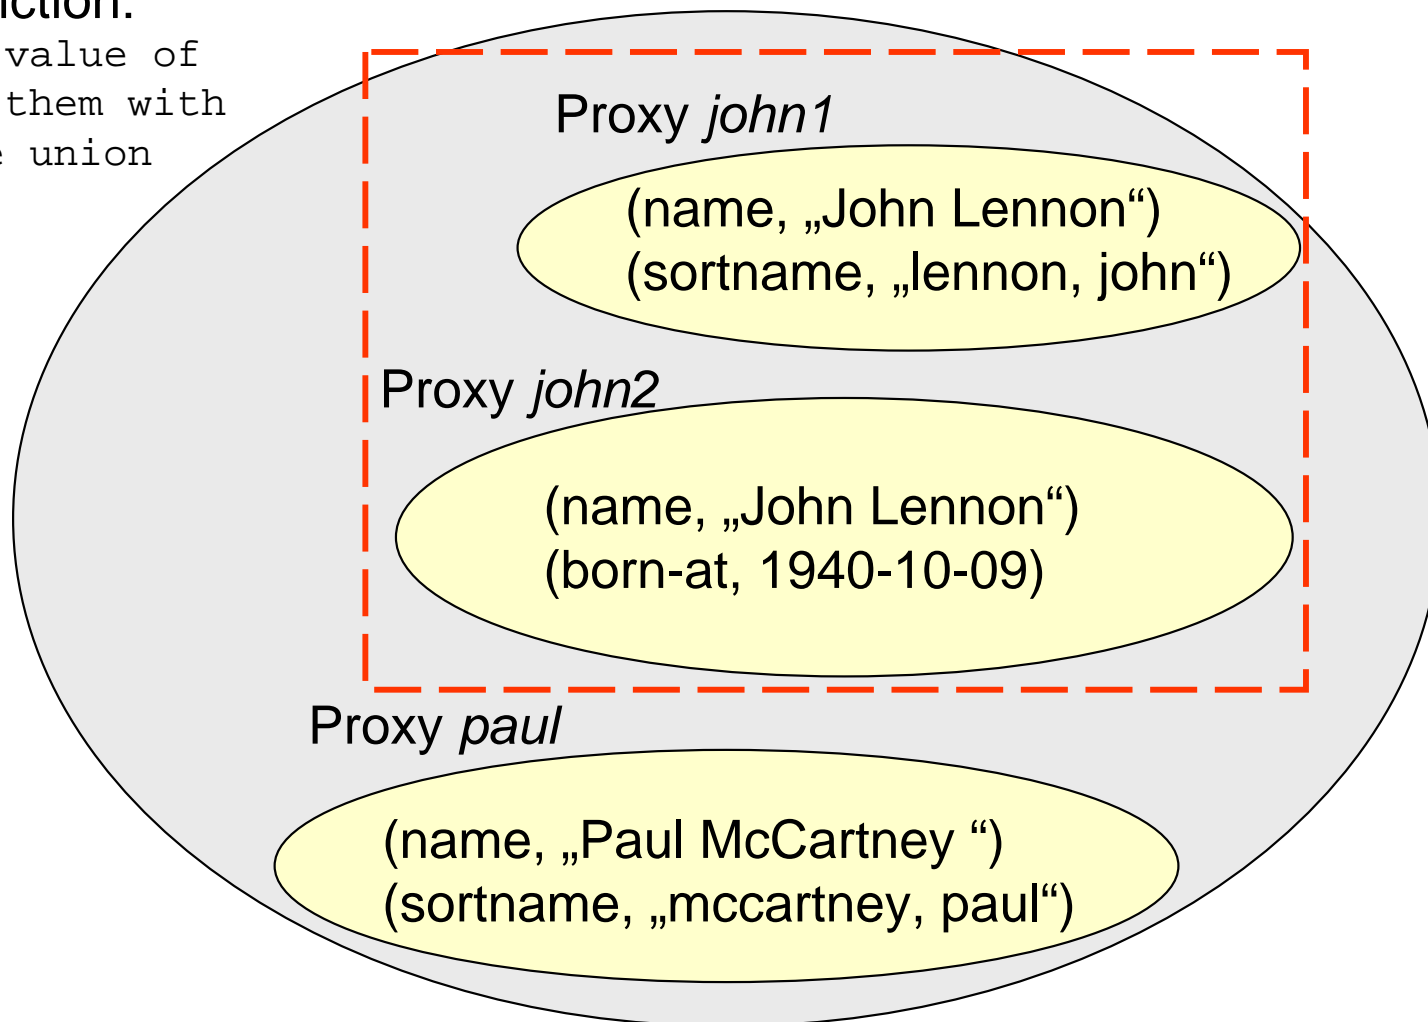 value of
them with
union
Proxy john1
(name, „John Lennon“)
(sortname, „lennon, john“)
Proxy john2
(name, „John Lennon“)
(born-at, 1940-10-09)
Proxy paul
(name, „Paul McCartney “)
(sortname, „mccartney, paul“)